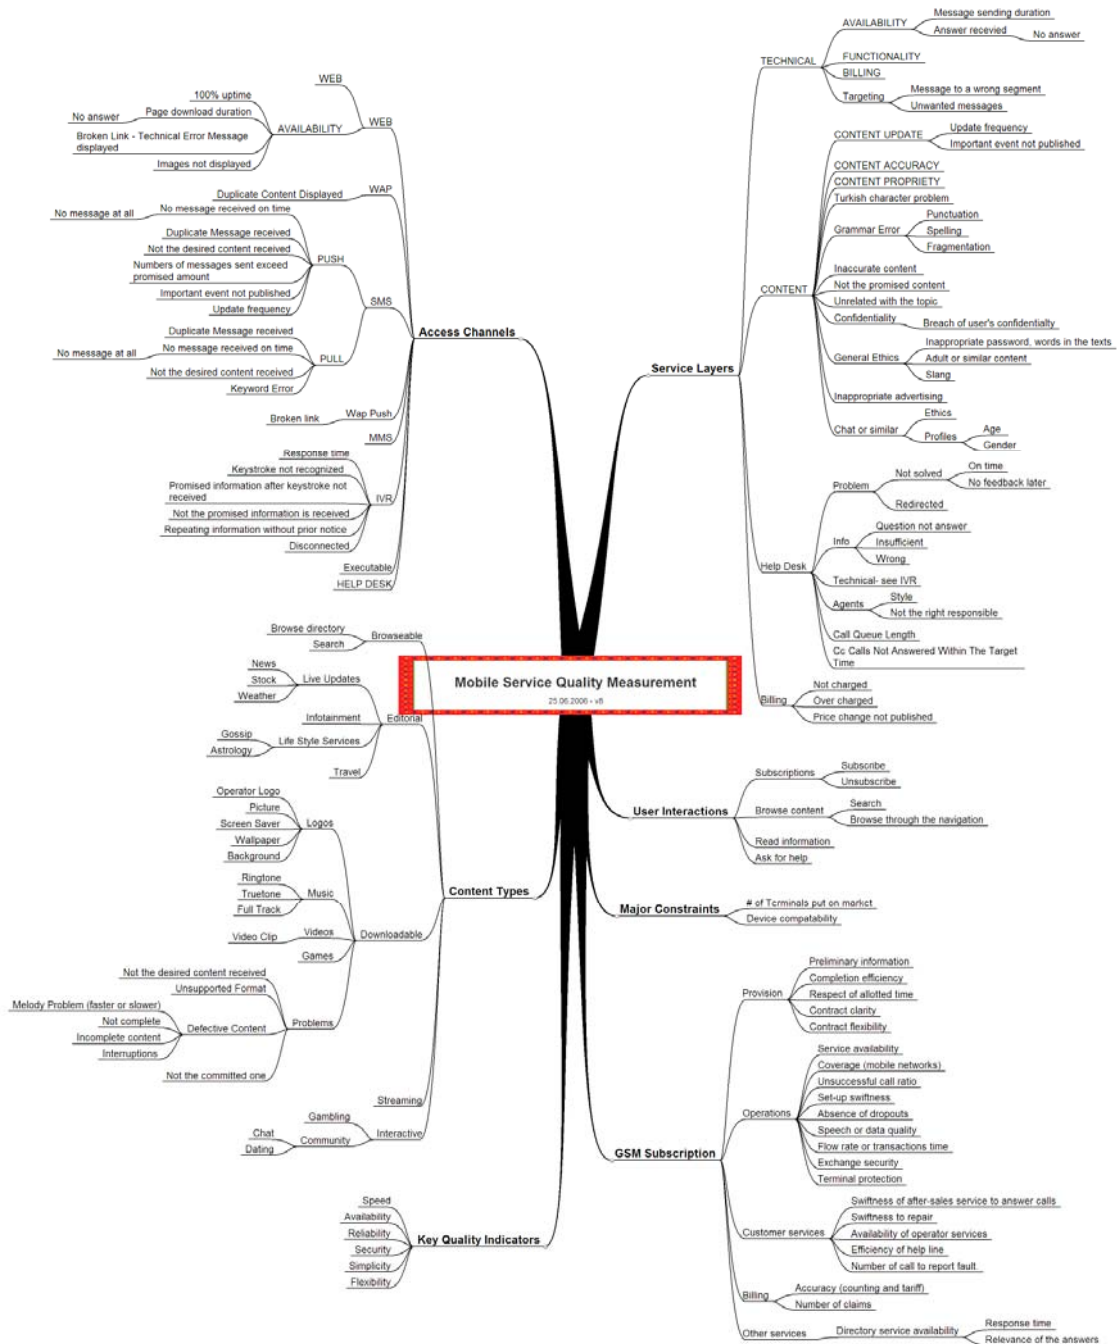 Mobile Service Quality Measurement
25.06.2006 - v8
Access Channels
WEB
WEB
AVAILABILITY
100% uptime
Page download duration
No answer
Broken Link - Technical Error Message
displayed
Images not displayed
WAP
Duplicate Content Displayed
SMS
PUSH
No message received on time
No message at all
Duplicate Message received
Not the desired content received
Numbers of messages sent exceed
promised amount
Important event not published
Update frequency
PULL
Duplicate Message received
No message received on time
No message at all
Not the desired content received
Keyword Error
Wap Push
Broken link
MMS
IVR
Response time
Keystroke not recognized
Promised information after keystroke not
received
Not the promised information is received
Repeating information without prior notice
Disconnected
Executable
HELP DESK
Content Types
Browseable
Browse directory
Search
Editorial
Live Updates
News
Stock
Weather
Infotainment
Life Style Services
Gossip
Astrology
Travel
Downloadable
Logos
Operator Logo
Picture
Screen Saver
Wallpaper
Background
Music
Ringtone
Truetone
Full Track
Videos
Video Clip
Games
Problems
Not the desired content received
Unsupported Format
Defective Content
Melody Problem (faster or slower)
Not complete
Incomplete content
Interruptions
Not the committed one
Streaming
Interactive
Gambling
Community
Chat
Dating
Key Quality Indicators
Speed
Availability
Reliability
Security
Simplicity
Flexibility
Service Layers
TECHNICAL
AVAILABILITY
Message sending duration
Answer recevied
No answer
FUNCTIONALITY
BILLING
Targeting
Message to a wrong segment
Unwanted messages
CONTENT
CONTENT UPDATE
Update frequency
Important event not published
CONTENT ACCURACY
CONTENT PROPRIETY
Turkish character problem
Grammar Error
Punctuation
Spelling
Fragmentation
Inaccurate content
Not the promised content
Unrelated with the topic
Confidentiality
Breach of user's confidentialty
General Ethics
Inappropriate password, words in the texts
Adult or similar content
Slang
Inappropriate advertising
Chat or similar
Ethics
Profiles
Age
Gender
Help Desk
Problem
Not solved
On time
No feedback later
Redirected
Info
Question not answer
Insufficient
Wrong
Technical- see IVR
Agents
Style
Not the right responsible
Call Queue Length
Cc Calls Not Answered Within The Target
Time
Billing
Not charged
Over charged
Price change not published
User Interactions
Subscriptions
Subscribe
Unsubscribe
Browse content
Search
Browse through the navigation
Read information
Ask for help
Major Constraints
# of Terminals put on market
Device compatability
GSM Subscription
Provision
Preliminary information
Completion efficiency
Respect of allotted time
Contract clarity
Contract flexibility
Operations
Service availability
Coverage (mobile networks)
Unsuccessful call ratio
Set-up swiftness
Absence of dropouts
Speech or data quality
Flow rate or transactions time
Exchange security
Terminal protection
Customer services
Swiftness of after-sales service to answer calls
Swiftness to repair
Availability of operator services
Efficiency of help line
Number of call to report fault.
Billing
Accuracy (counting and tariff)
Number of claims
Other services
Directory service availability
Response time
Relevance of the answers